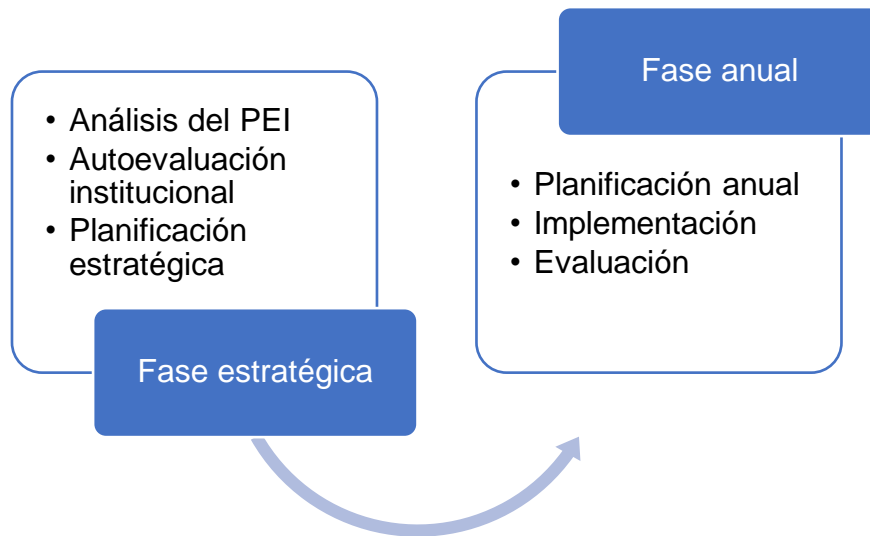 • Análisis del PEI
• Autoevaluación
institucional
• Planificación
estratégica
Fase estratégica
Fase anual
• Planificación anual
• Implementación
• Evaluación